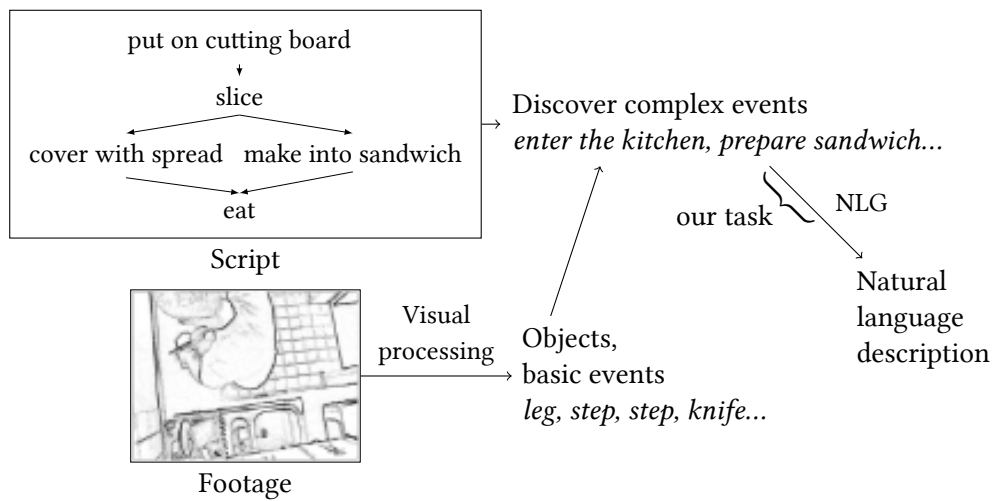 put on cutting board
slice
cover with spread make into sandwich
eat
Script
Discover complex events
enter the kitchen, prepare sandwich...
our task
NLG
Natural
language
description
Visual
processing
Objects,
basic events
leg, step, step, knife...
Footage